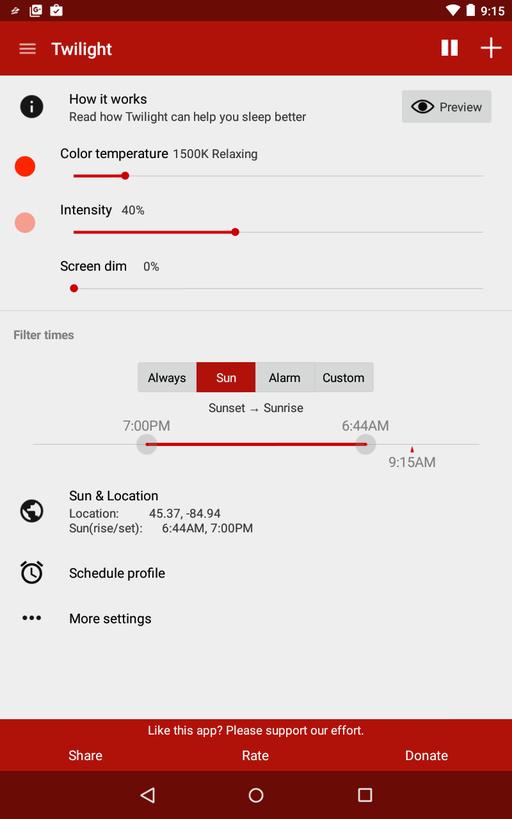 9:15
Twilight
How it works
Read how Twilight can help you sleep better
Preview
Color temperature 1500K Relaxing
Intensity 40%
Screen dim 0%
Filter times
Always Sun Alarm Custom
Sunset → Sunrise
7:00PM 6:44AM
9:15AM
Sun & Location
Location: 45.37, -84.94
Sun(rise/set): 6:44AM, 7:00PM
Schedule profile
More settings
Like this app? Please support our effort.
Share Rate Donate